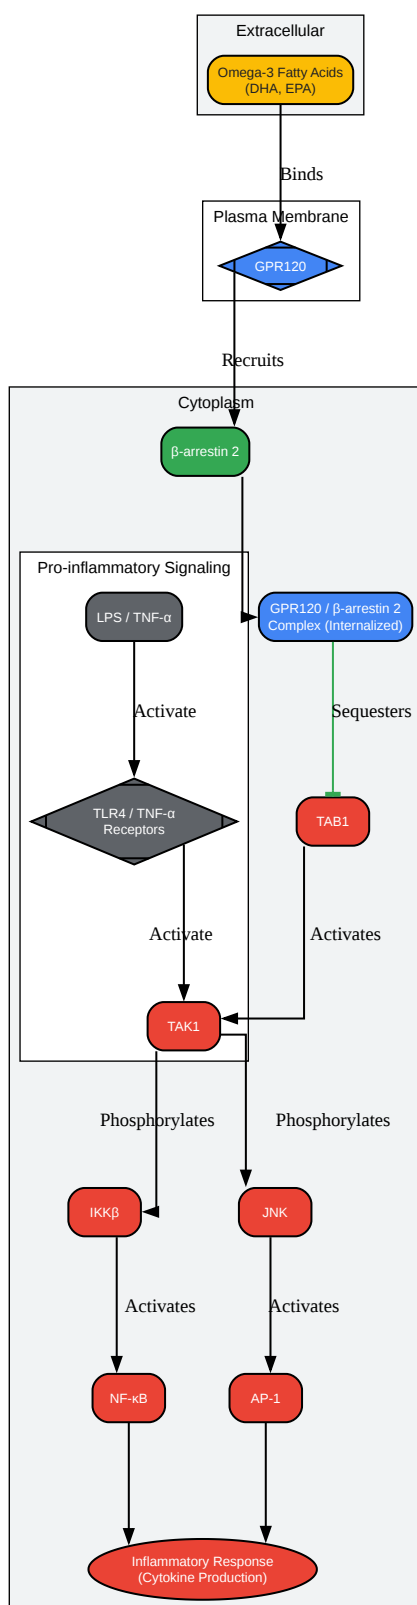 Extracellular
Omega-3 Fatty Acids
(DHA, EPA)
Binds
Plasma Membrane
GPR120
Recruits
Cytoplasm
β-arrestin 2
Pro-inflammatory Signaling
LPS / TNF-α
GPR120 / β-arrestin 2
Complex (Internalized)
Activate
Sequesters
TLR4 / TNF-α
Receptors
TAB1
Activate
Activates
TAK1
Phosphorylates
Phosphorylates
IKKβ
JNK
Activates
Activates
NF-κB
AP-1
Inflammatory Response
(Cytokine Production)